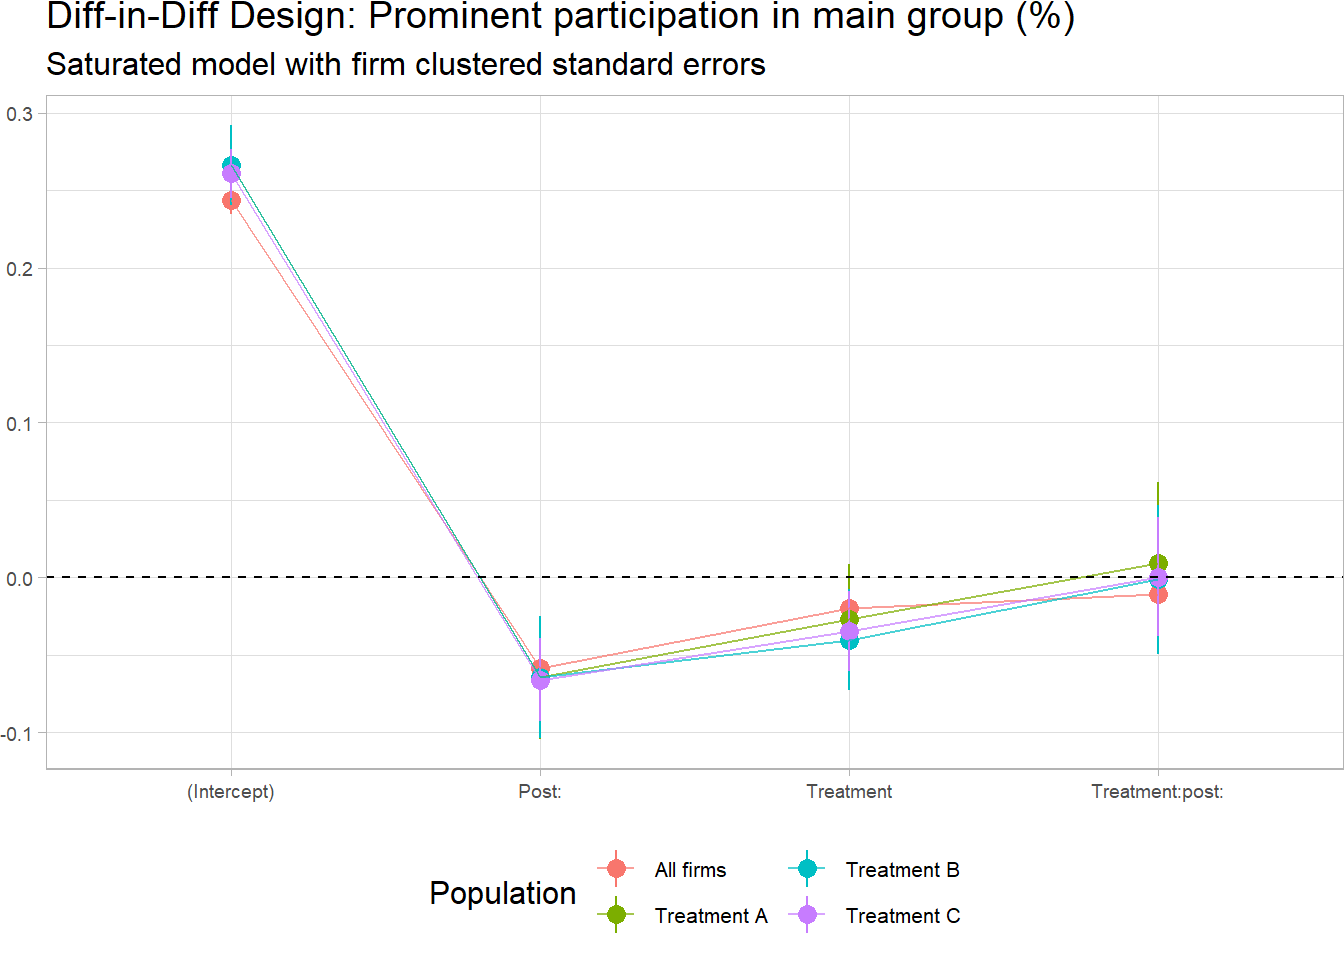 Diff-in-Diff Design: Prominent participation in main group (%)
Saturated model with firm clustered standard errors
0.3
0.2
0.1
0.0
-0.1
(Intercept)
Post:
Treatment
Treatment:post:
Population
All firms
Treatment A
Treatment B
Treatment C